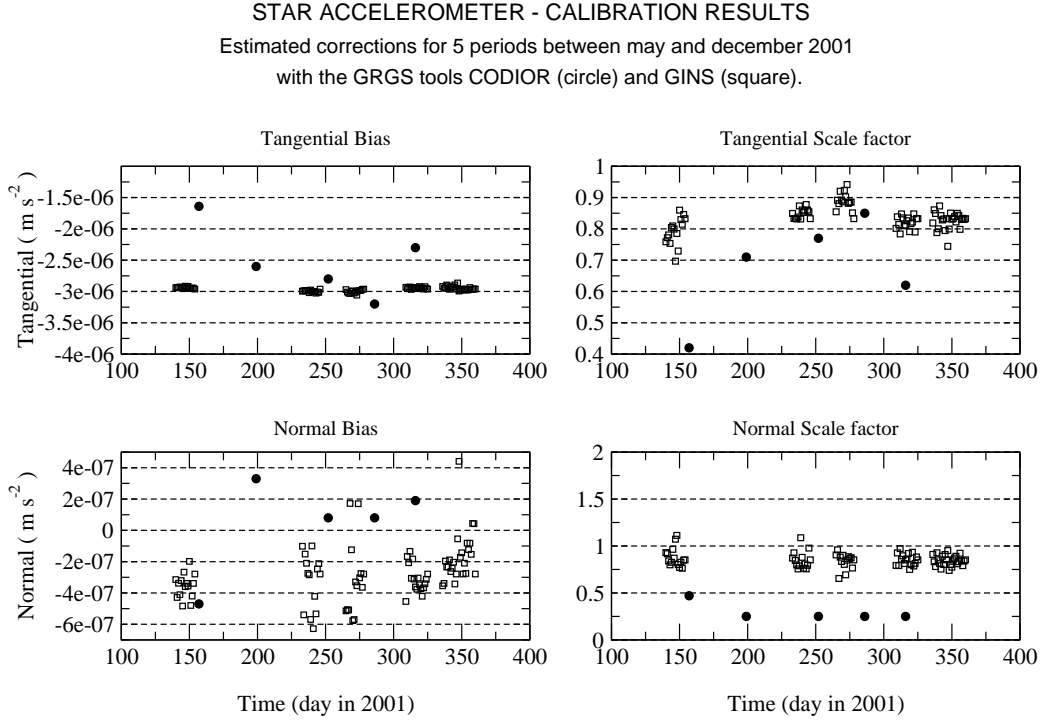 STAR ACCELEROMETER - CALIBRATION RESULTS
Estimated corrections for 5 periods between may and december 2001
with the GRGS tools CODIOR (circle) and GINS (square).
Tangential Bias
Tangential ( m s-2 )
-1.5e-06
-2e-06
-2.5e-06
-3e-06
-3.5e-06
-4e-06
100 150 200 250 300 350 400
Tangential Scale factor
1
0.9
0.8
0.7
0.6
0.5
0.4
100 150 200 250 300 350 400
Normal Bias
Normal ( m s-2 )
4e-07
2e-07
0
-2e-07
-4e-07
-6e-07
100 150 200 250 300 350 400
Time (day in 2001)
Normal Scale factor
2
1.5
1
0.5
0
100 150 200 250 300 350 400
Time (day in 2001)